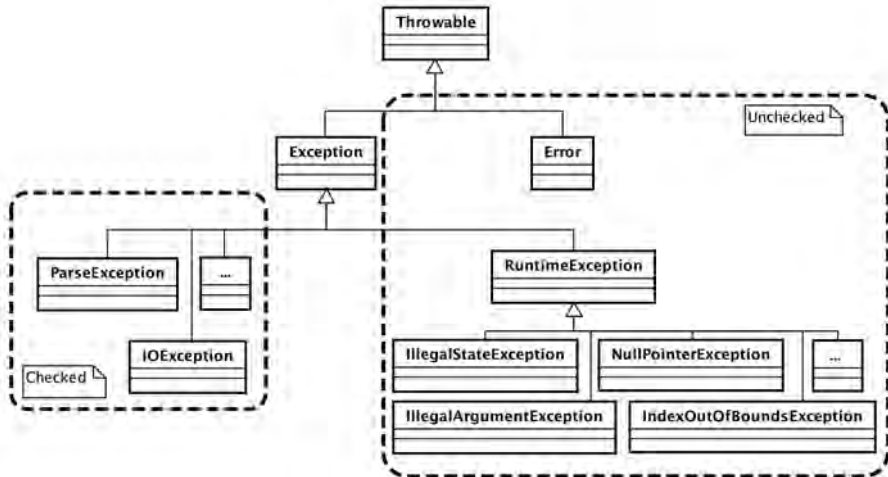 Throwable
Unchecked
Exception
Error
ParseException
...
RuntimeException
IOException
Checked
IllegalStateException
NullPointerException
...
IllegalArgumentException
IndexOutOfBoundsException